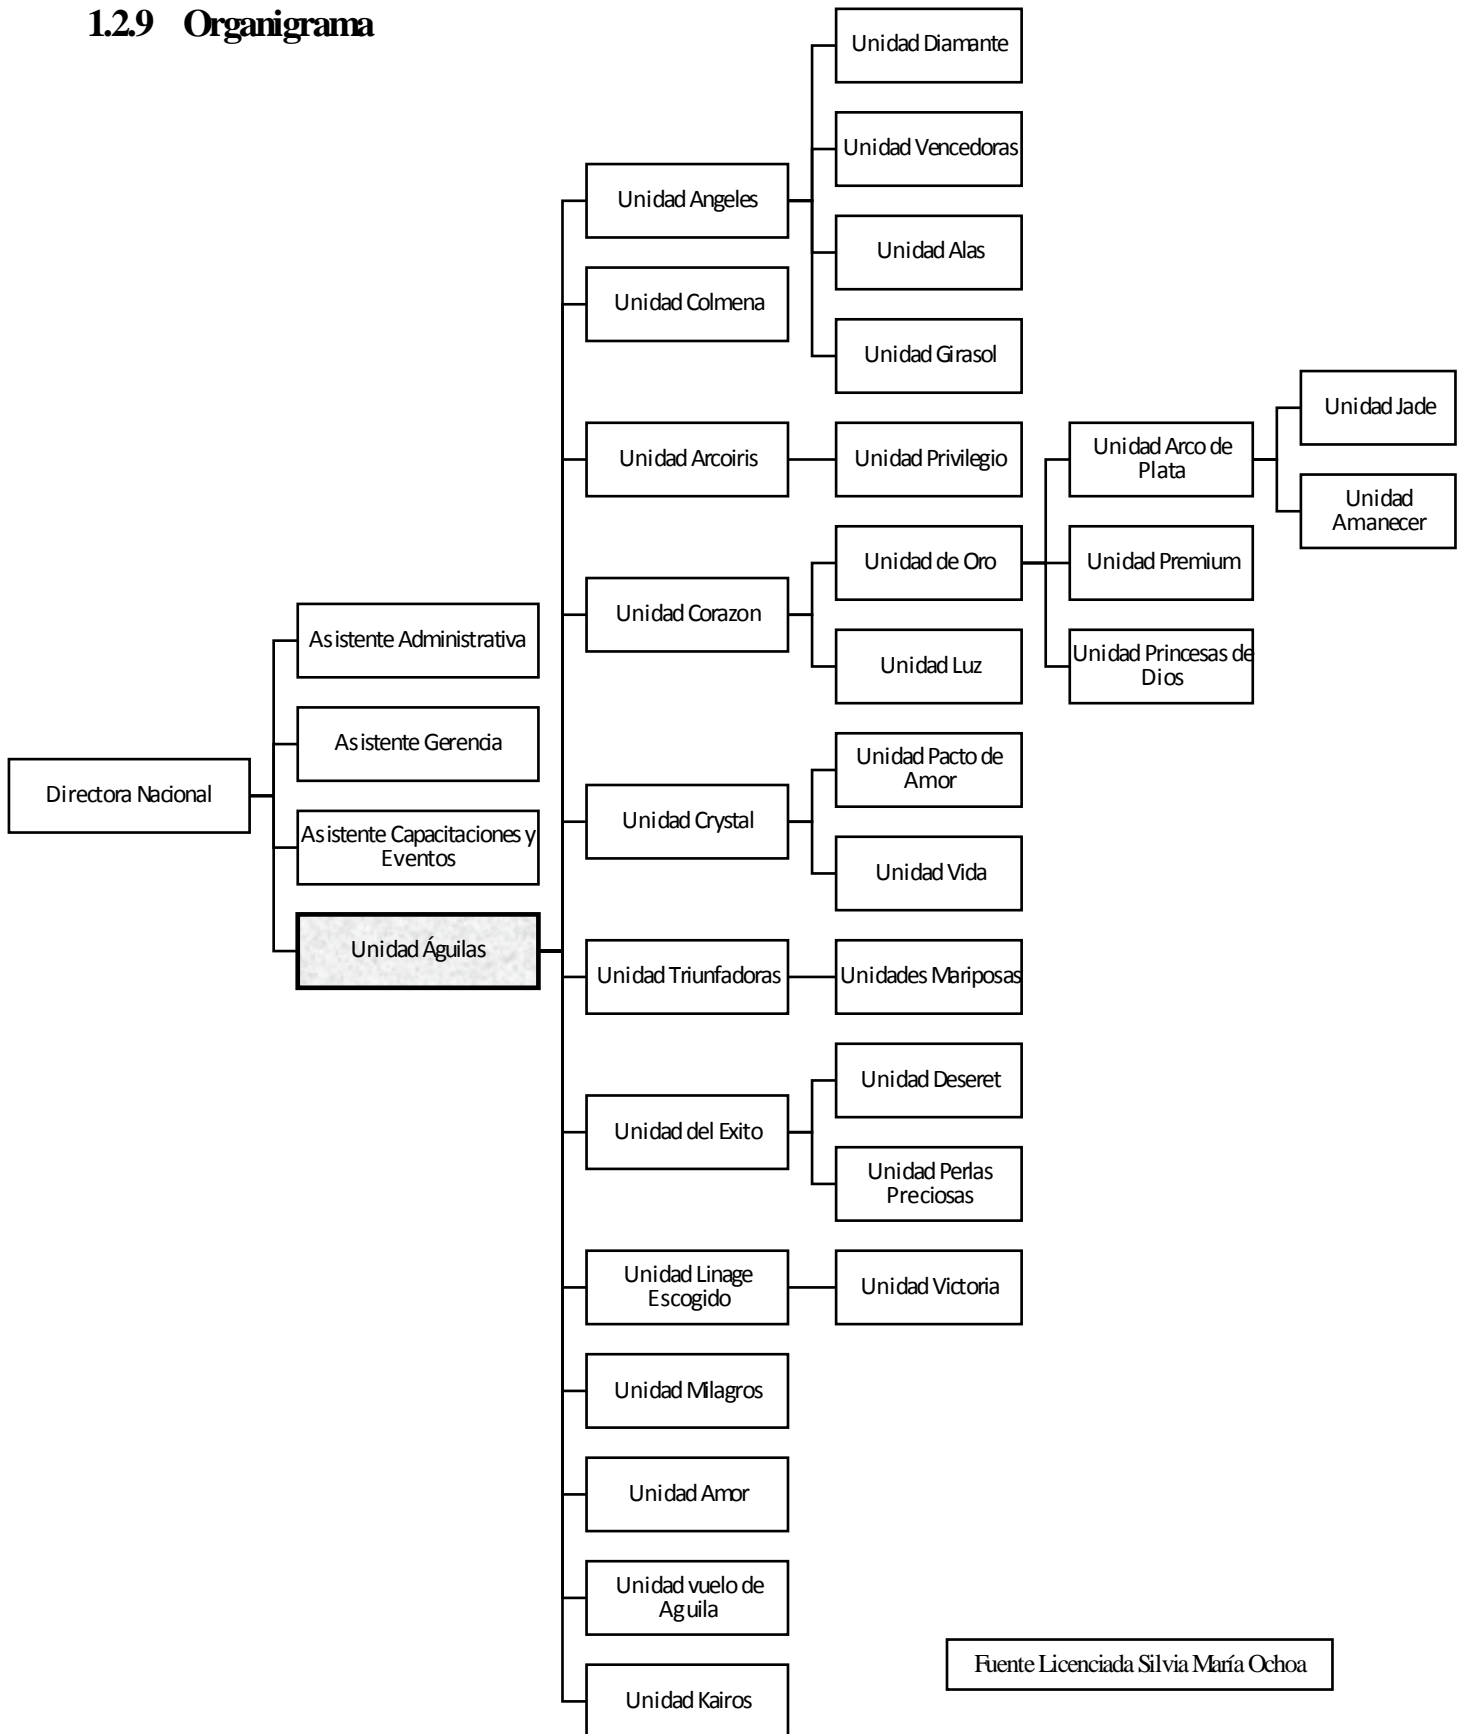 1.2.9 Organigrama
Unidad Diamante
Unidad Vencedoras
Unidad Angeles
Unidad Alas
Unidad Colmena
Unidad Girasol
Unidad Jade
Unidad Arcoiris
Unidad Privilegio
Unidad Arco de
Plata
Unidad
Amanecer
Unidad de Oro
Unidad Premium
Unidad Corazon
Asistente Administrativa
Unidad Luz
Unidad Princesas de
Dios
Asistente Gerencia
Unidad Pacto de
Amor
Directora Nacional
Unidad Crystal
Asistente Capacitaciones y
Eventos
Unidad Vida
Unidad Águilas
Unidad Triunfadoras
Unidades Mariposas
Unidad Deseret
Unidad del Exito
Unidad Perlas
Preciosas
Unidad Linage
Escogido
Unidad Victoria
Unidad Milagros
Unidad Amor
Unidad vuelo de
Aguila
Fuente Licenciada Silvia María Ochoa
Unidad Kairos